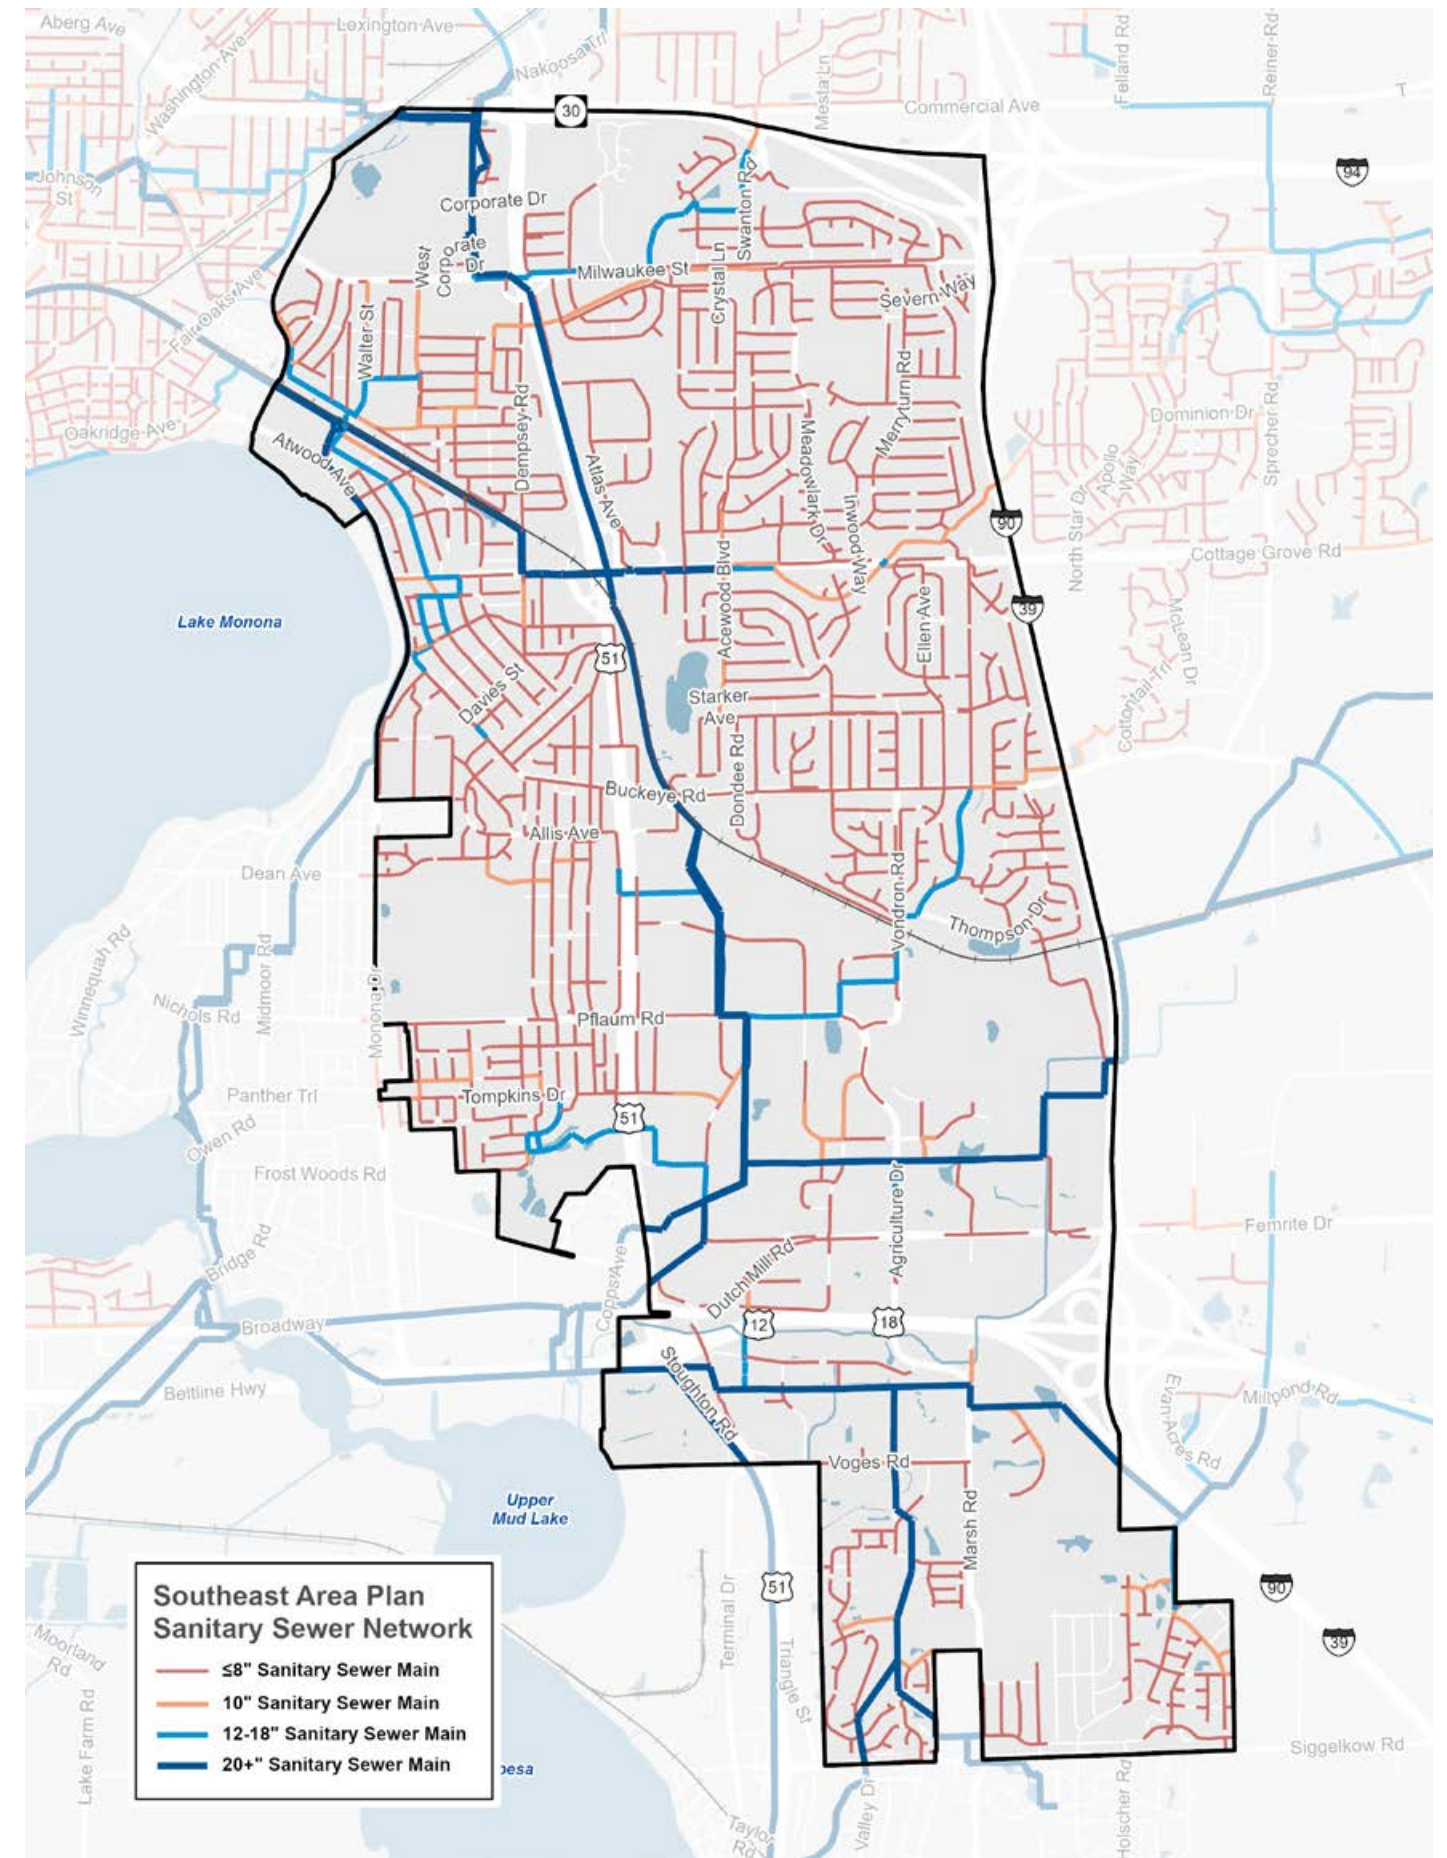 Aberg Ave
Lexington Ave
Washington Ave
Nakoosa Trl
Mesta Ln
Felland Rd
Reiner Rd
30
Commercial Ave
T
94
Johnson
St
Corporate Dr
Swanton Rd
West
Corporate
Dr
Milwaukee St
Crystal Ln
Severn Way
Fair Oaks Ave
Walter St
Merryturn Rd
Dempsey Rd
Oakridge Ave
Atwood Ave
Atlas Ave
Meadowlark Dr
Inwood Way
Dominion Dr
Sprecher Rd
Apollo
Way
North Star Dr
90
Cottage Grove Rd
Acewood Blvd
Ellen Ave
39
McLean Dr
Lake Monona
51
Davies St
Starker
Ave
Cottontail Trl
Dondee Rd
Buckeye Rd
Allis Ave
Dean Ave
Vondron Rd
Thompson Dr
Winnequah Rd
Midmoor Rd
Nichols Rd
Monona Dr
Pflaum Rd
Panther Trl
Tompkins Dr
51
Owen Rd
Frost Woods Rd
Agriculture Dr
Femrite Dr
Bridge Rd
Copps Ave
Dutch Mill Rd
12
18
Broadway
Beltline Hwy
Stoughton Rd
Evan Acres Rd
Millpond Rd
Voges Rd
Upper
Mud Lake
Marsh Rd
51
90
39
Terminal Dr
Triangle St
Southeast Area Plan
Sanitary Sewer Network
≤8" Sanitary Sewer Main
10" Sanitary Sewer Main
12-18" Sanitary Sewer Main
20+" Sanitary Sewer Main
Moorland
Rd
Lake Farm Rd
pesa
Siggelkow Rd
Holscher Rd
Valley Dr
Taylor
Rd